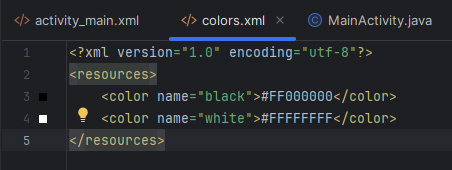 activity_main.xml colors.xml MainActivity.java
1 <?xml version="1.0" encoding="utf-8"?>
2 <resources>
3 <color name="black">#FF000000</color>
4 <color name="white">#FFFFFFFF</color>
5 </resources>